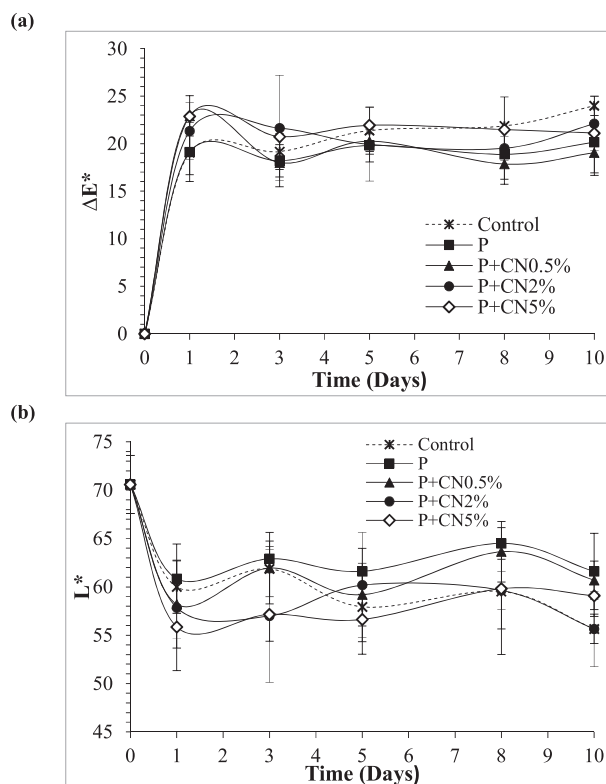 (a)
35
30
25
20
15
10
5
0
ΔE*
Control
P
P+CN0.5%
P+CN2%
P+CN5%
0 1 2 3 4 5 6 7 8 9 10
Time (Days)
(b)
75
70
65
60
55
50
45
L*
Control
P
P+CN0.5%
P+CN2%
P+CN5%
0 1 2 3 4 5 6 7 8 9 10
Time (Days)